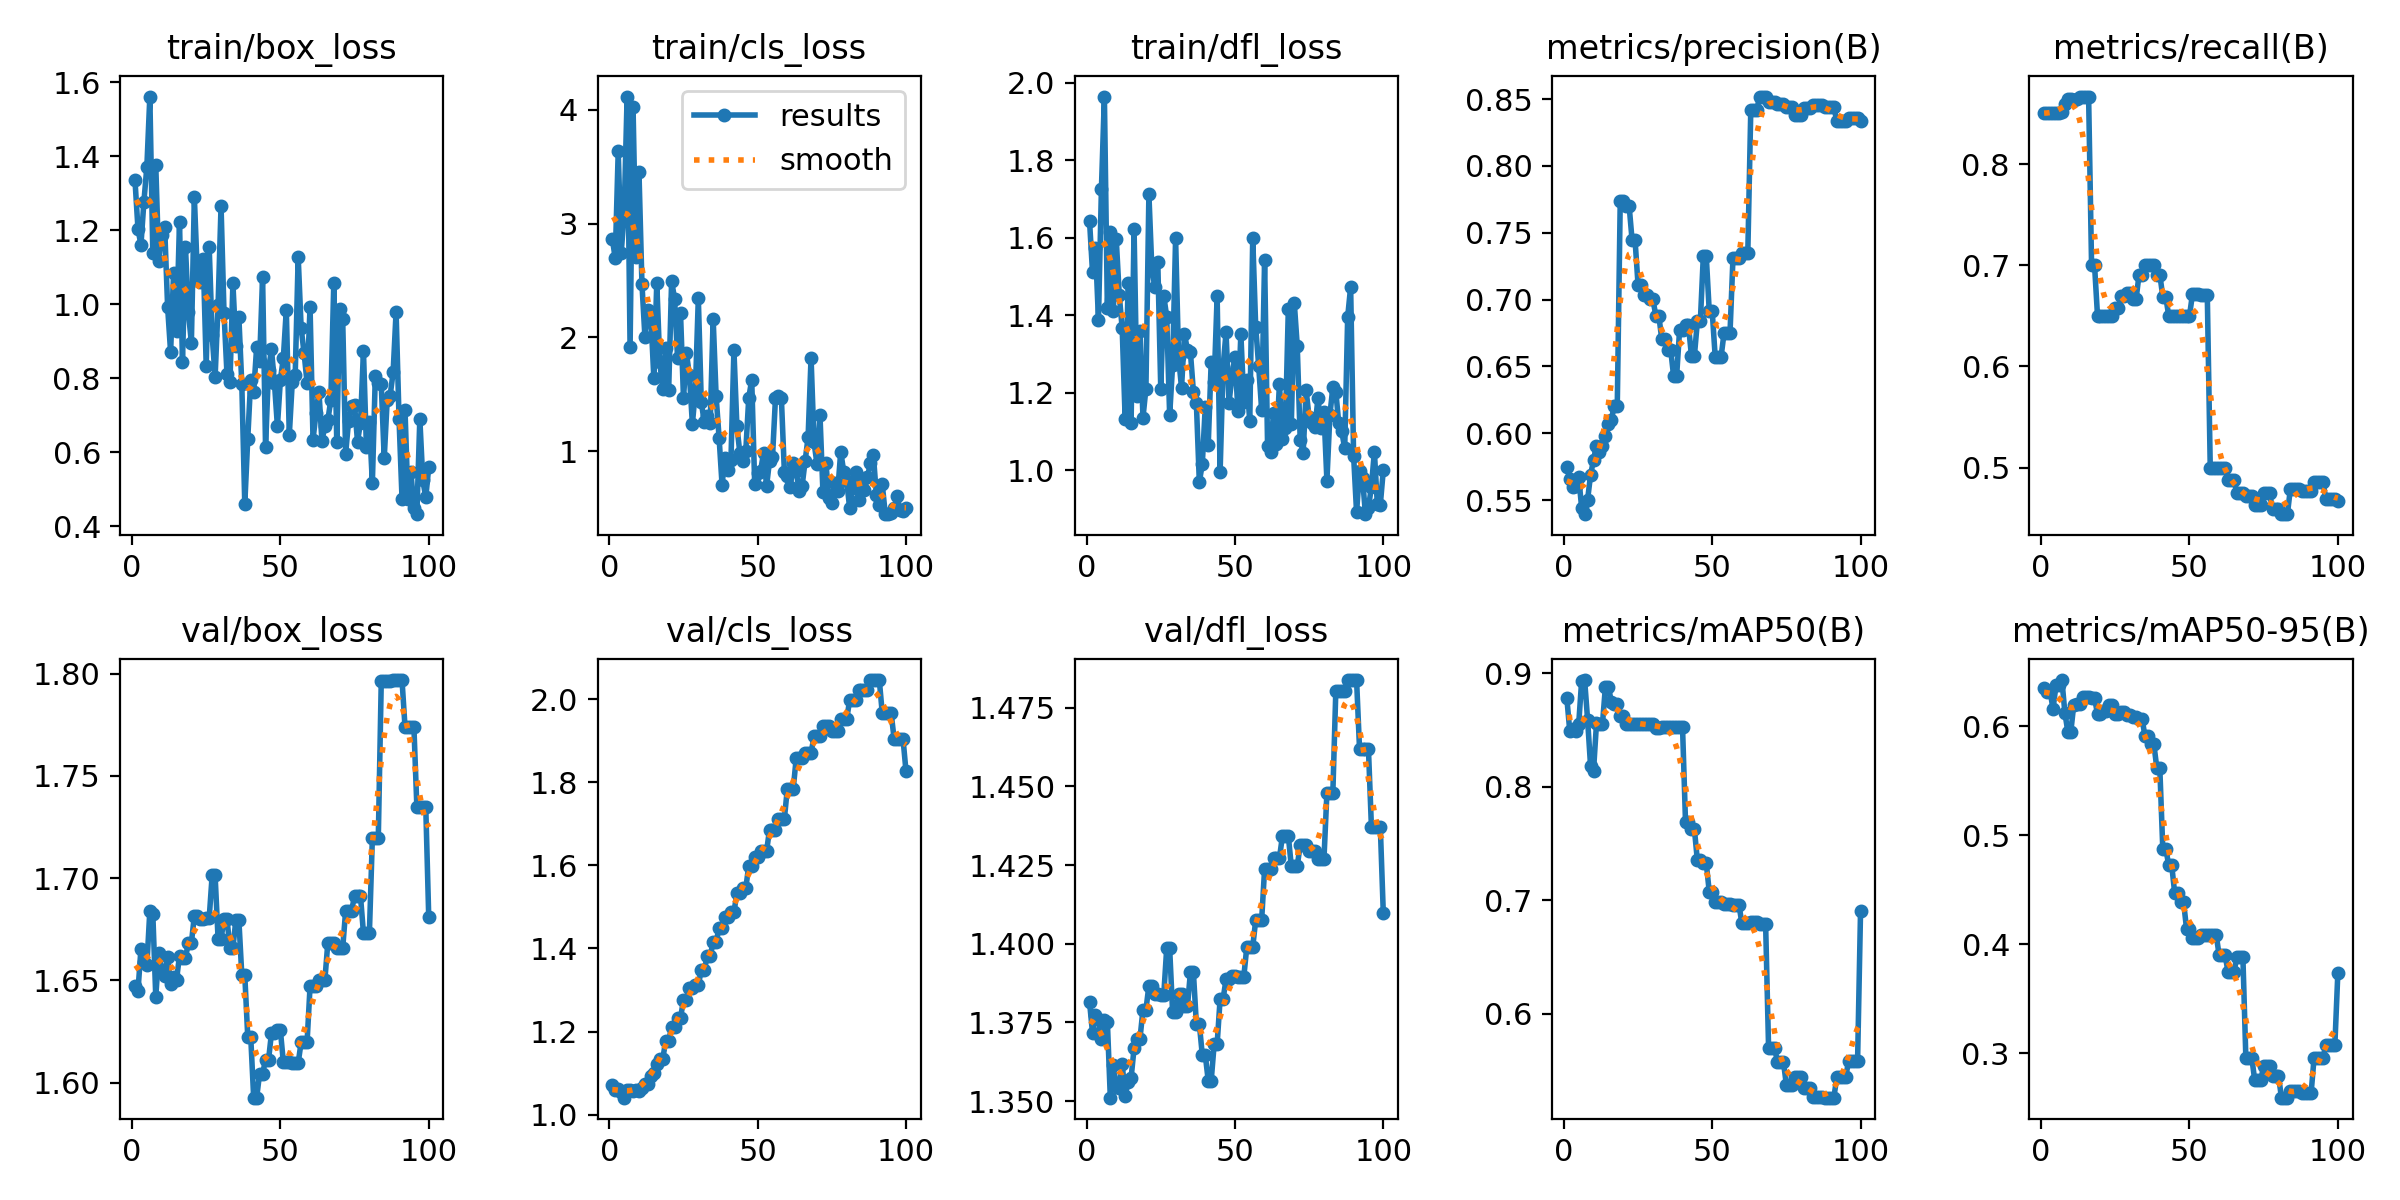 train/box_loss
train/cls_loss
train/dfl_loss
metrics/precision(B)
metrics/recall(B)
1.6
1.4
1.2
1.0
0.8
0.6
0.4
0 50 100
4
3
2
1
0 50 100
results
smooth
2.0
1.8
1.6
1.4
1.2
1.0
0 50 100
0.85
0.80
0.75
0.70
0.65
0.60
0.55
0 50 100
0.8
0.7
0.6
0.5
0 50 100
val/box_loss
val/cls_loss
val/dfl_loss
metrics/mAP50(B)
metrics/mAP50-95(B)
1.80
1.75
1.70
1.65
1.60
0 50 100
2.0
1.8
1.6
1.4
1.2
1.0
0 50 100
1.475
1.450
1.425
1.400
1.375
1.350
0 50 100
0.9
0.8
0.7
0.6
0 50 100
0.6
0.5
0.4
0.3
0 50 100